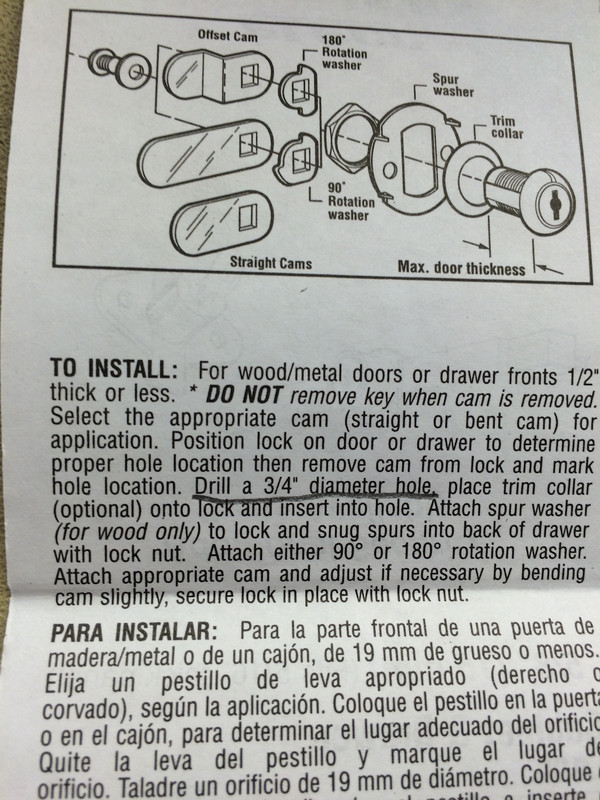 Offset Cam
180°
Rotation
washer
Spur
washer
Trim
collar
90°
Rotation
washer
Straight Cams
Max. door thickness
TO INSTALL: For wood/metal doors or drawer fronts 1/2"
thick or less. * DO NOT remove key when cam is removed.
Select the appropriate cam (straight or bent cam) for
application. Position lock on door or drawer to determine
proper hole location then remove cam from lock and mark
hole location. Drill a 3/4" diameter hole, place trim collar
(optional) onto lock and insert into hole. Attach spur washer
(for wood only) to lock and snug spurs into back of drawer
with lock nut. Attach either 90° or 180° rotation washer.
Attach appropriate cam and adjust if necessary by bending
cam slightly, secure lock in place with lock nut.
PARA INSTALAR: Para la parte frontal de una puerta de
madera/metal o de un cajón, de 19 mm de grueso o menos.
Elija un pestillo de leva apropriado (derecho o
corvado), según la aplicación. Coloque el pestillo en la puerta
o en el cajón, para determinar el lugar adecuado del orificio
Quite la leva del pestillo y marque el lugar de
orificio. Taladre un orificio de 19 mm de diámetro. Coloque
el pestillo e inserte